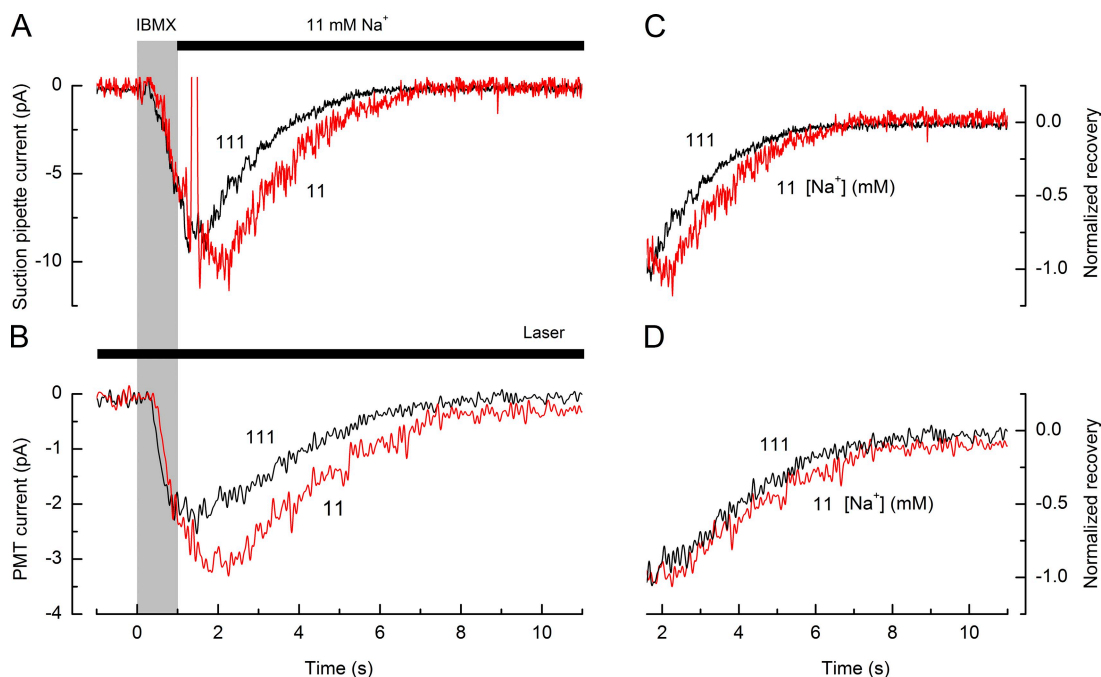 A
IBMX
11 mM Na⁺
0
-5
-10
Suction pipette current (pA)
111
11
C
111
11 [Na⁺] (mM)
0.0
-0.5
-1.0
Normalized recovery
B
Laser
0
-1
-2
-3
-4
PMT current (pA)
111
11
0 2 4 6 8 10
Time (s)
D
111
11 [Na⁺] (mM)
0.0
-0.5
-1.0
Normalized recovery
2 4 6 8 10
Time (s)